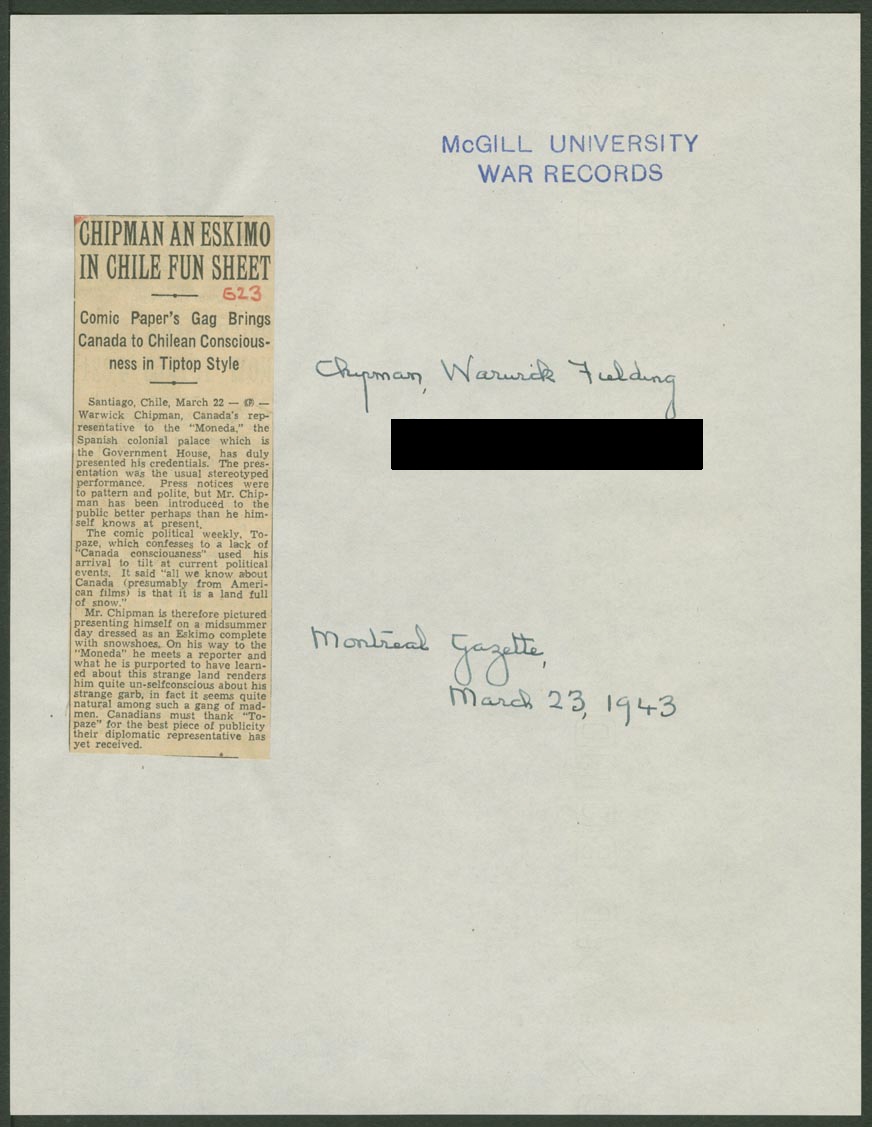 McGILL UNIVERSITY
WAR RECORDS
CHIPMAN AN ESKIMO
IN CHILE FUN SHEET
623
Comic Paper's Gag Brings
Canada to Chilean Conscious-
ness in Tiptop Style
Santiago, Chile, March 22 — (CP) —
Warwick Chipman, Canada's rep-
resentative to the "Moneda," the
Spanish colonial palace which is
the Government House, has duly
presented his credentials. The pres-
entation was the usual stereotyped
performance. Press notices were
to pattern and polite, but Mr. Chip-
man has been introduced to the
public better perhaps than he him-
self knows at present.
The comic political weekly, To-
paze, which confesses to a lack of
"Canada consciousness" used his
arrival to tilt at current political
events. It said "all we know about
Canada (presumably from Ameri-
can films) is that it is a land full
of snow."
Mr. Chipman is therefore pictured
presenting himself on a midsummer
day dressed as an Eskimo complete
with snowshoes. On his way to the
"Moneda" he meets a reporter and
what he is purported to have learn-
ed about this strange land renders
him quite un-selfconscious about his
strange garb, in fact it seems quite
natural among such a gang of mad-
men. Canadians must thank "To-
paze" for the best piece of publicity
their diplomatic representative has
yet received.
Chipman, Warwick Fielding
Montreal Gazette,
March 23, 1943